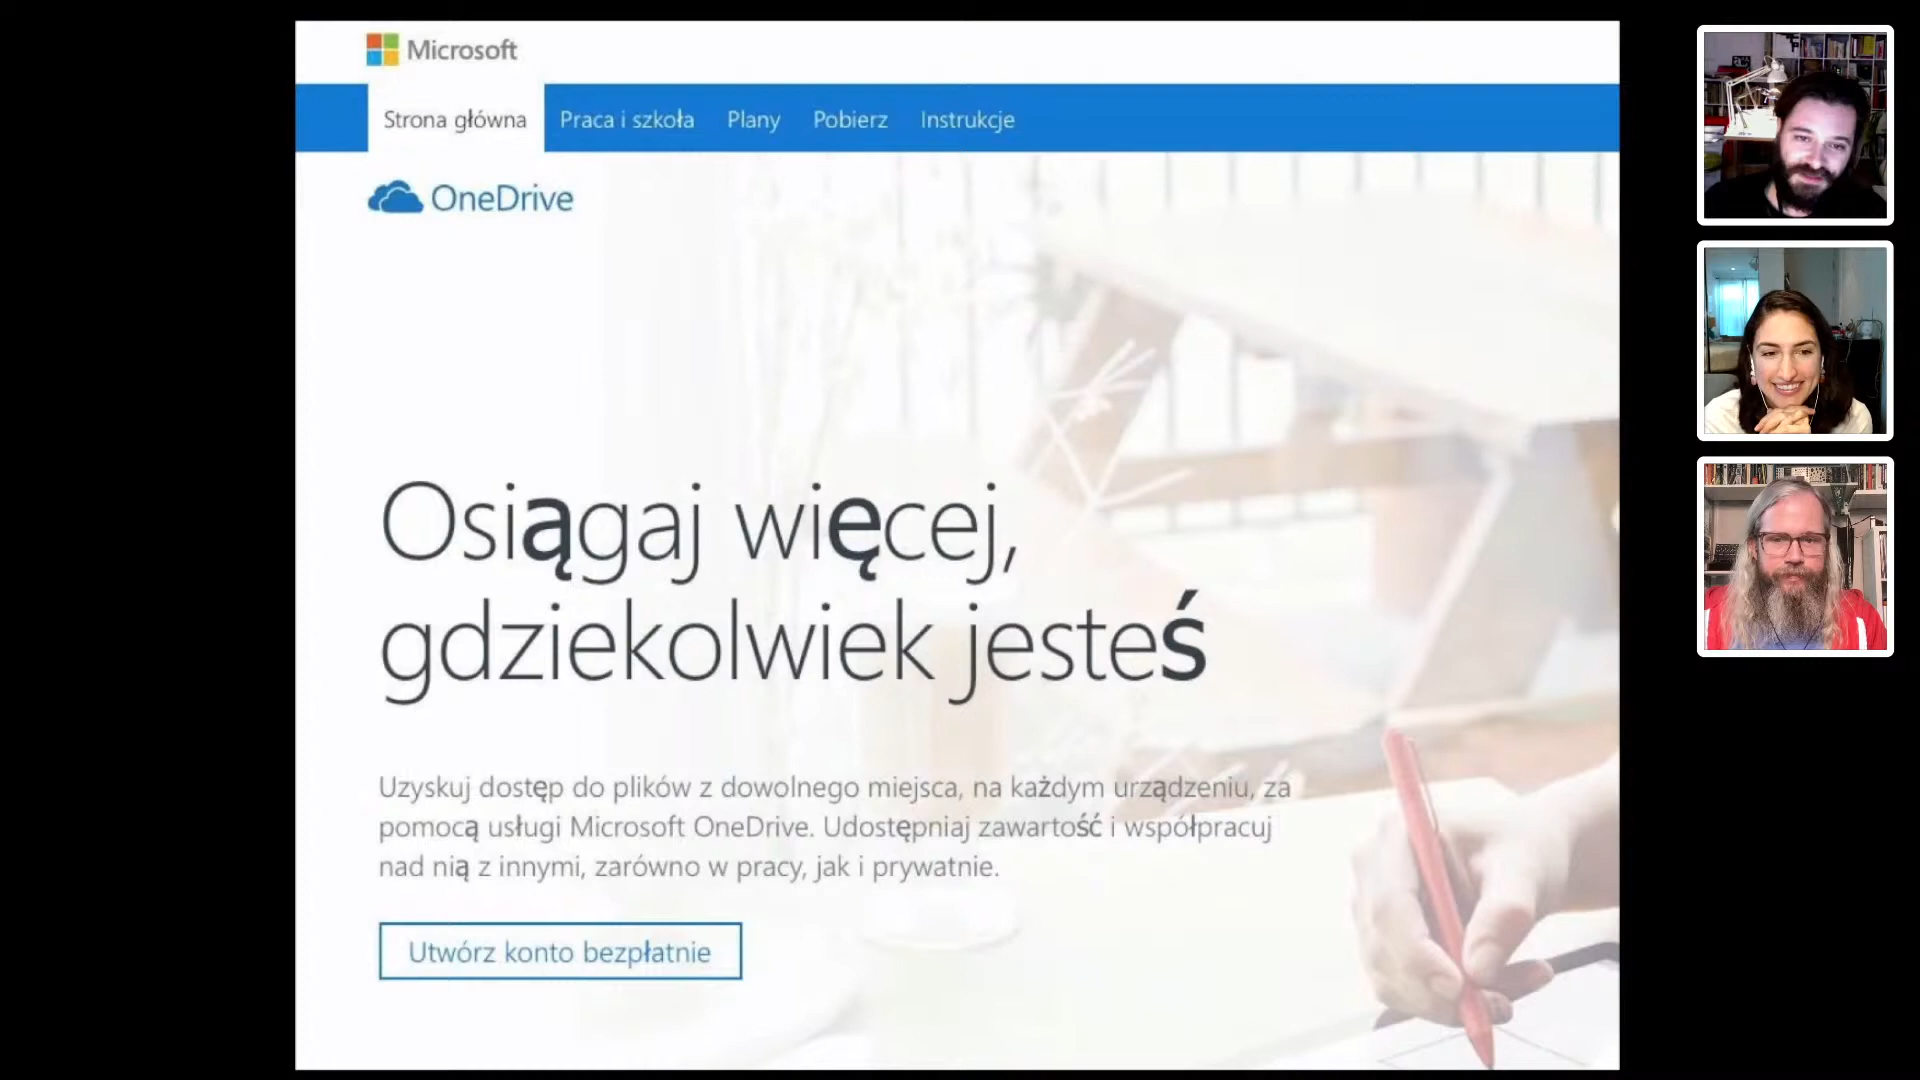 Microsoft
Strona główna Praca i szkoła Plany Pobierz Instrukcje
OneDrive
Osiągaj więcej,
gdziekolwiek jesteś
Uzyskuj dostęp do plików z dowolnego miejsca, na każdym urządzeniu, za
pomocą usługi Microsoft OneDrive. Udostępniaj zawartość i współpracuj
nad nią z innymi, zarówno w pracy, jak i prywatnie.
Utwórz konto bezpłatnie